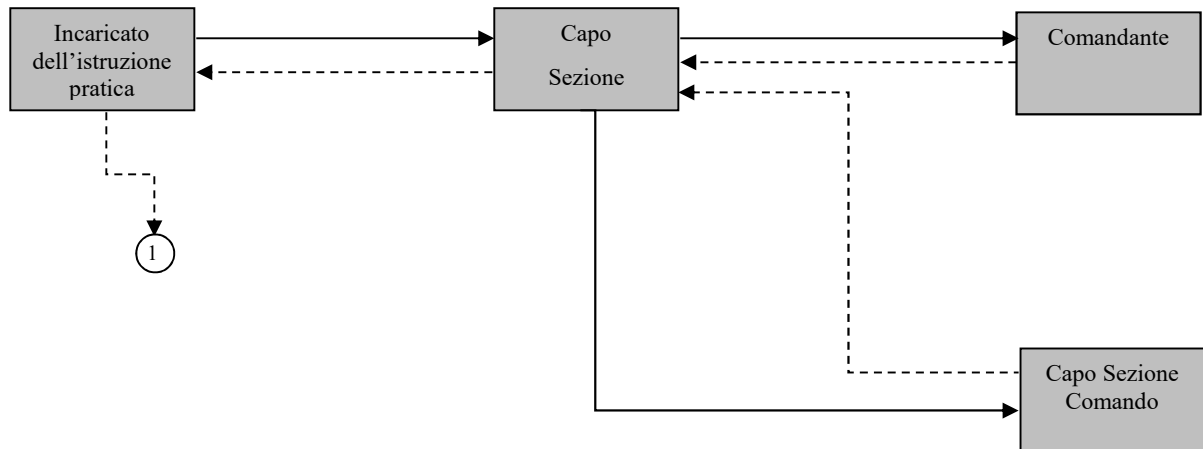 Incaricato
dell’istruzione
pratica
Capo
Sezione
Comandante
1
Capo Sezione
Comando